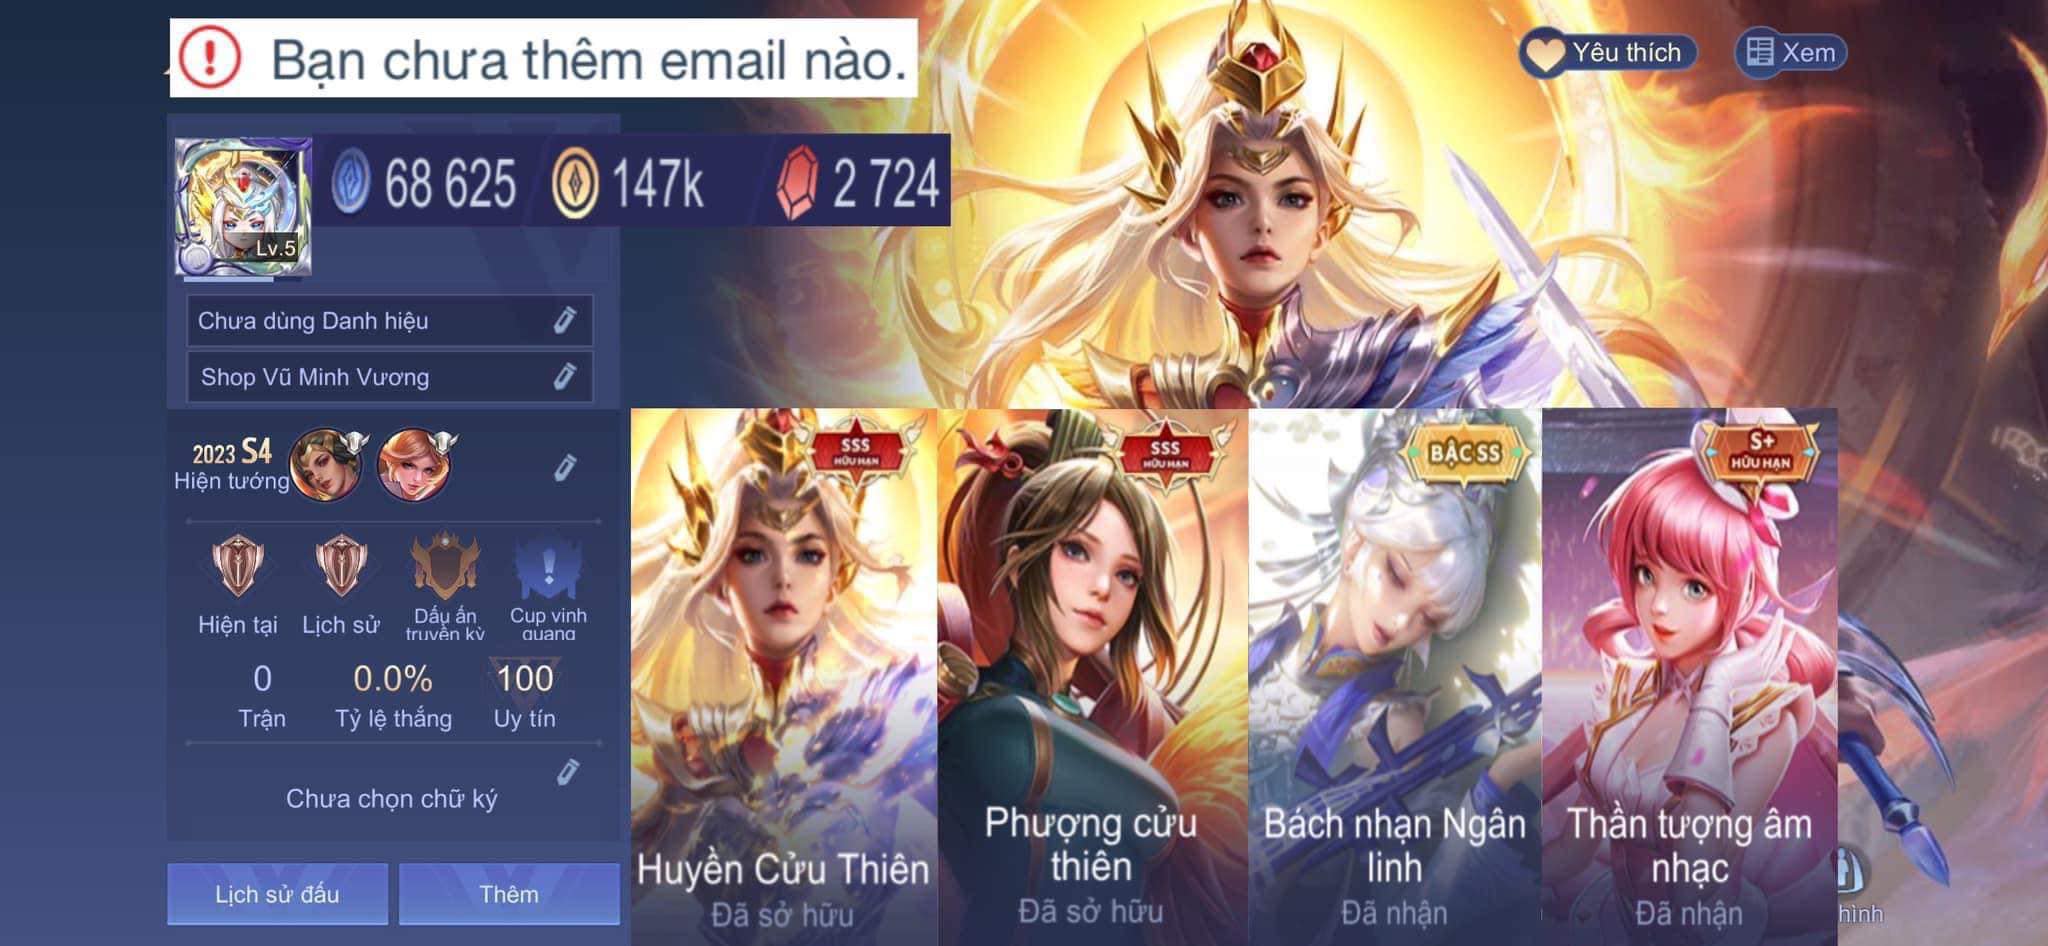 Bạn chưa thêm email nào.
Yêu thích
Xem
68 625
147k
2 724
Lv.5
Chưa dùng Danh hiệu
Shop Vũ Minh Vương
2023 S4
Hiện tướng
Hiện tại
Lịch sử
Dấu ấn
truyền kỳ
Cup vinh
quang
0
0.0%
100
Trận
Tỷ lệ thắng
Uy tín
Chưa chọn chữ ký
Lịch sử đấu
Thêm
SSS
HỮU HẠN
Huyền Cửu Thiên
Đã sở hữu
SSS
HỮU HẠN
Phượng cửu
thiên
Đã sở hữu
BẬC SS
Bách nhạn Ngân
linh
Đã nhận
S+
HỮU HẠN
Thần tượng âm
nhạc
Đã nhận
hình